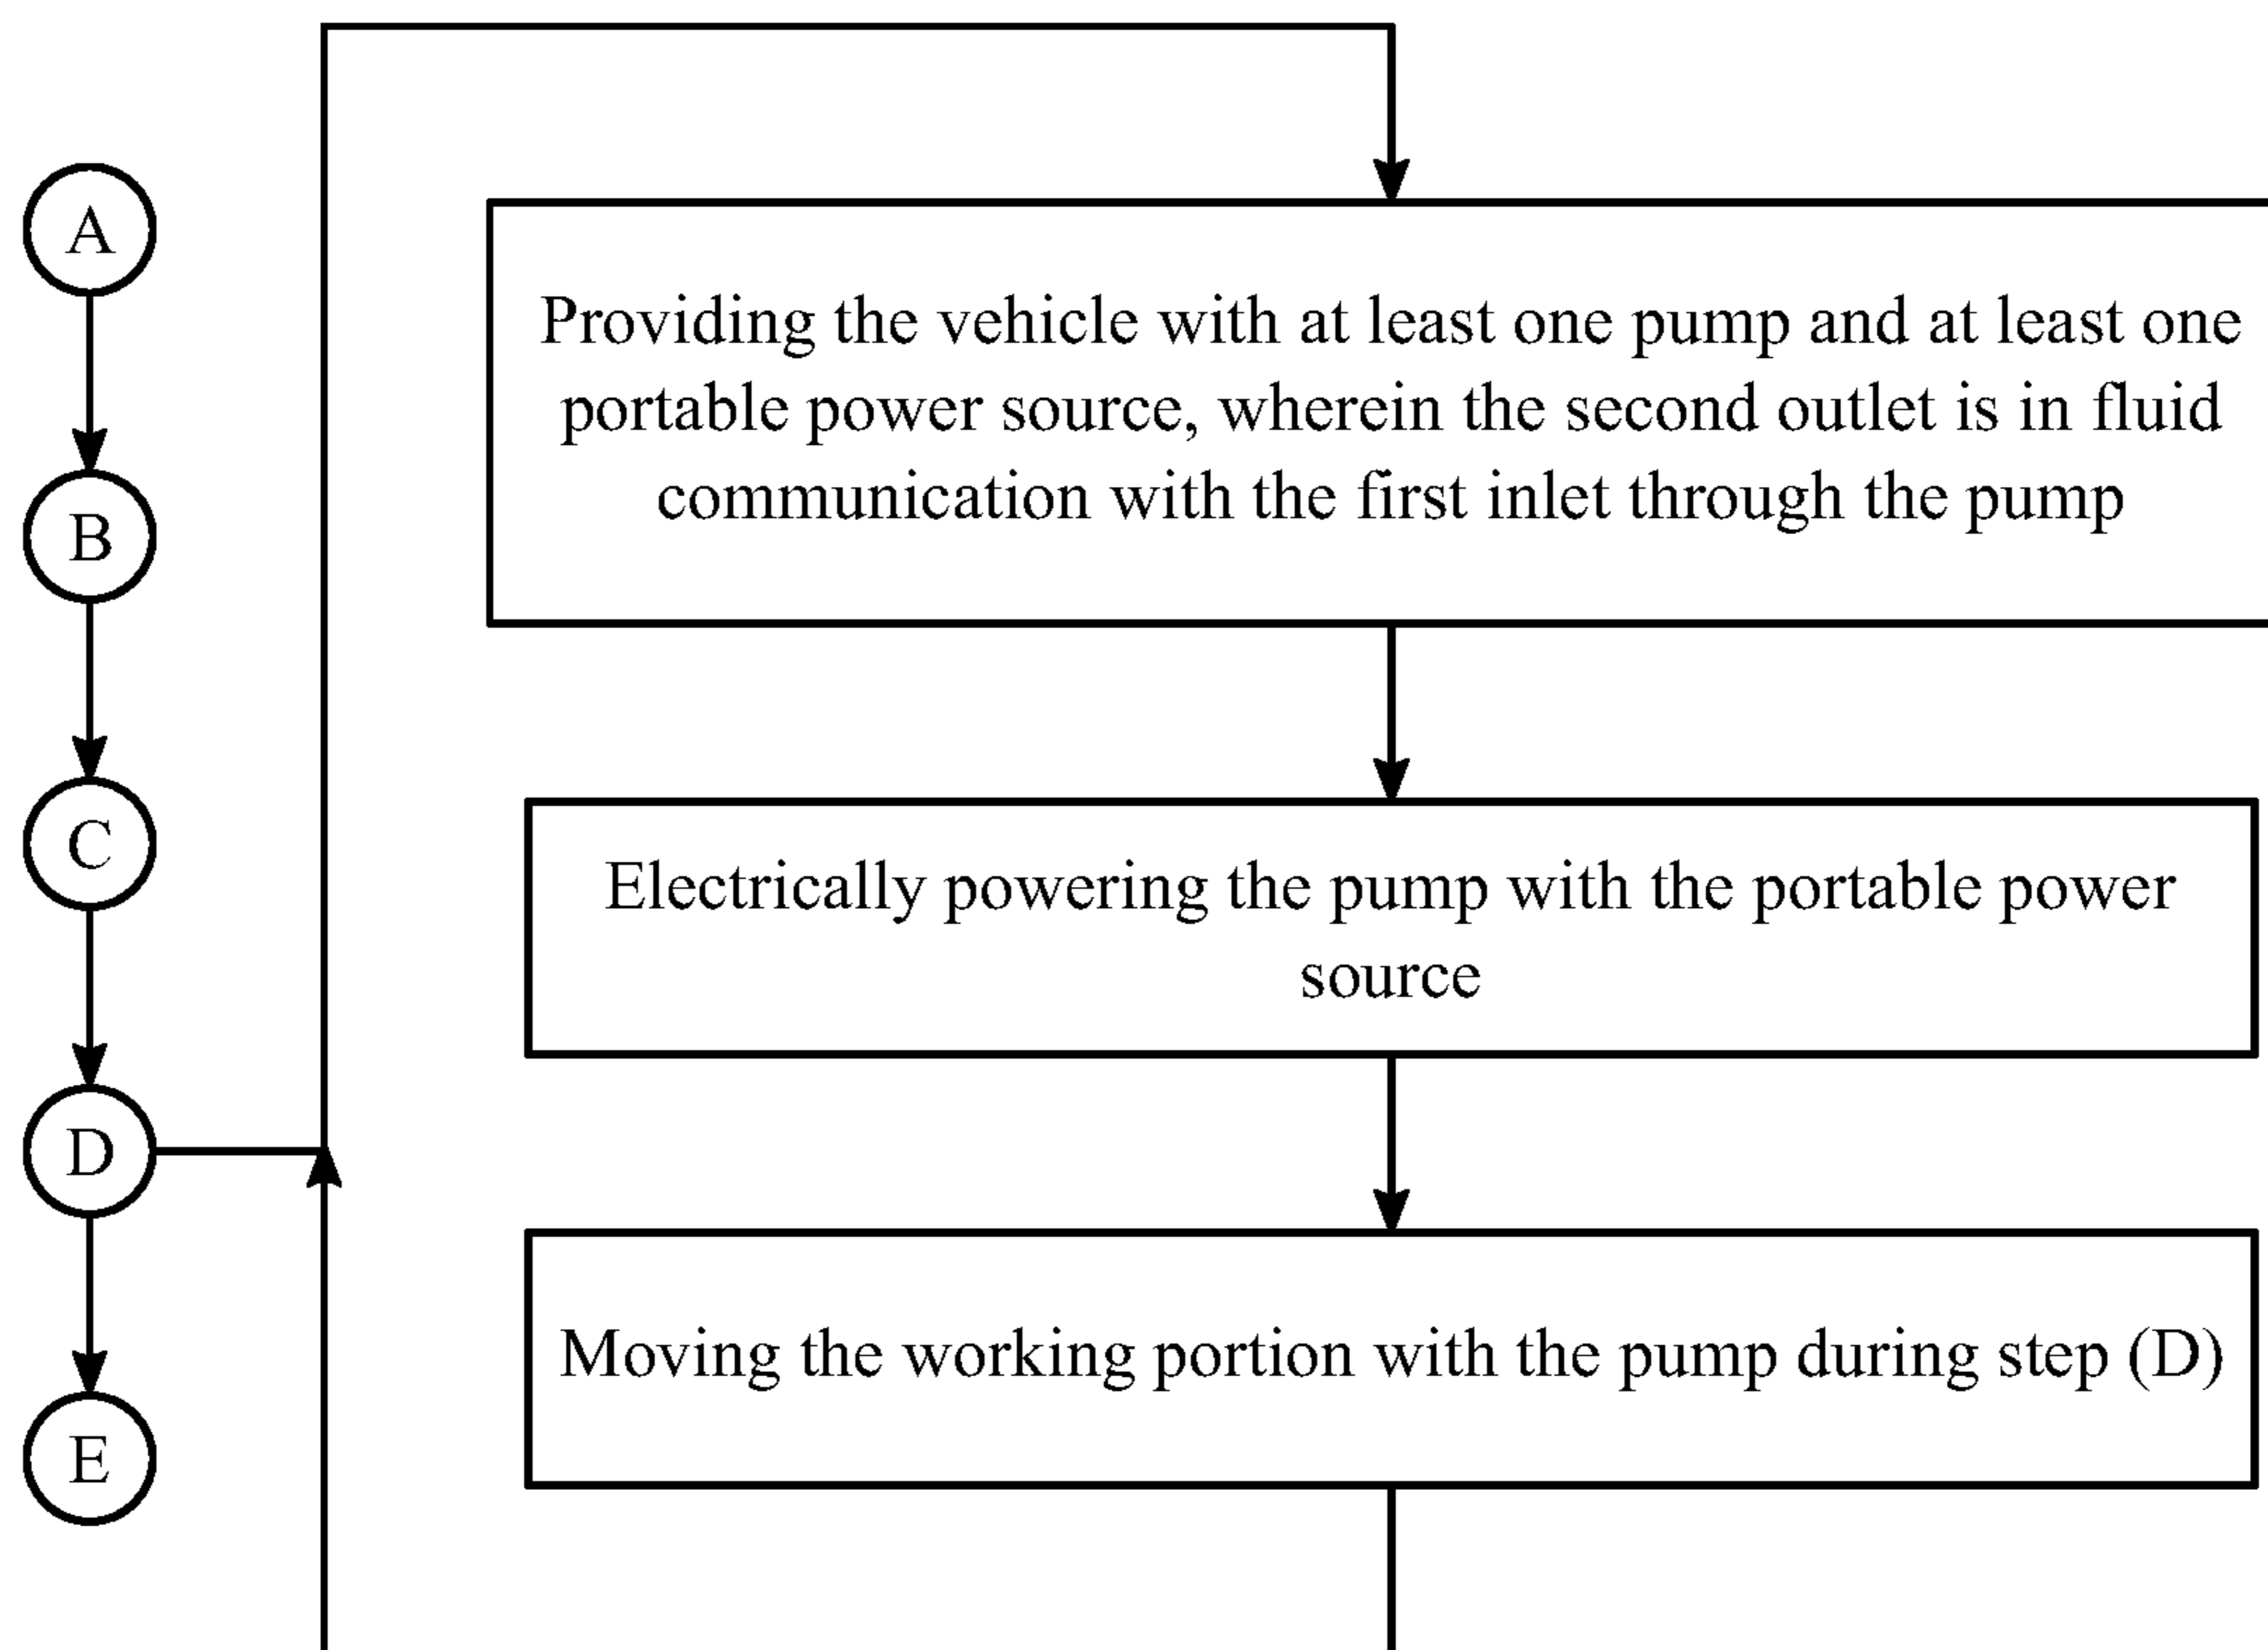 A
B
C
D
E
Providing the vehicle with at least one pump and at least one
portable power source, wherein the second outlet is in fluid
communication with the first inlet through the pump
Electrically powering the pump with the portable power
source
Moving the working portion with the pump during step (D)